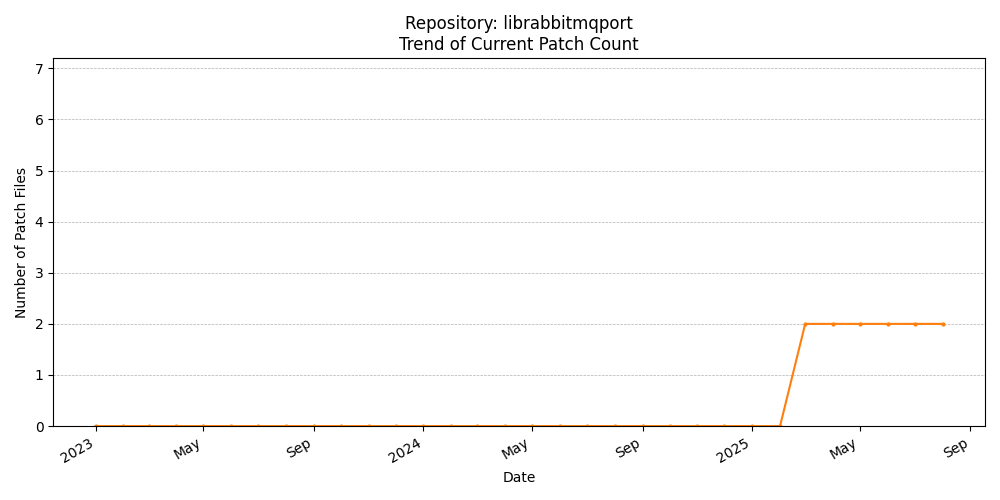 Repository: librabbitmqport
Trend of Current Patch Count
Number of Patch Files
7
6
5
4
3
2
1
0
2023
May
Sep
2024
May
Sep
2025
May
Sep
Date